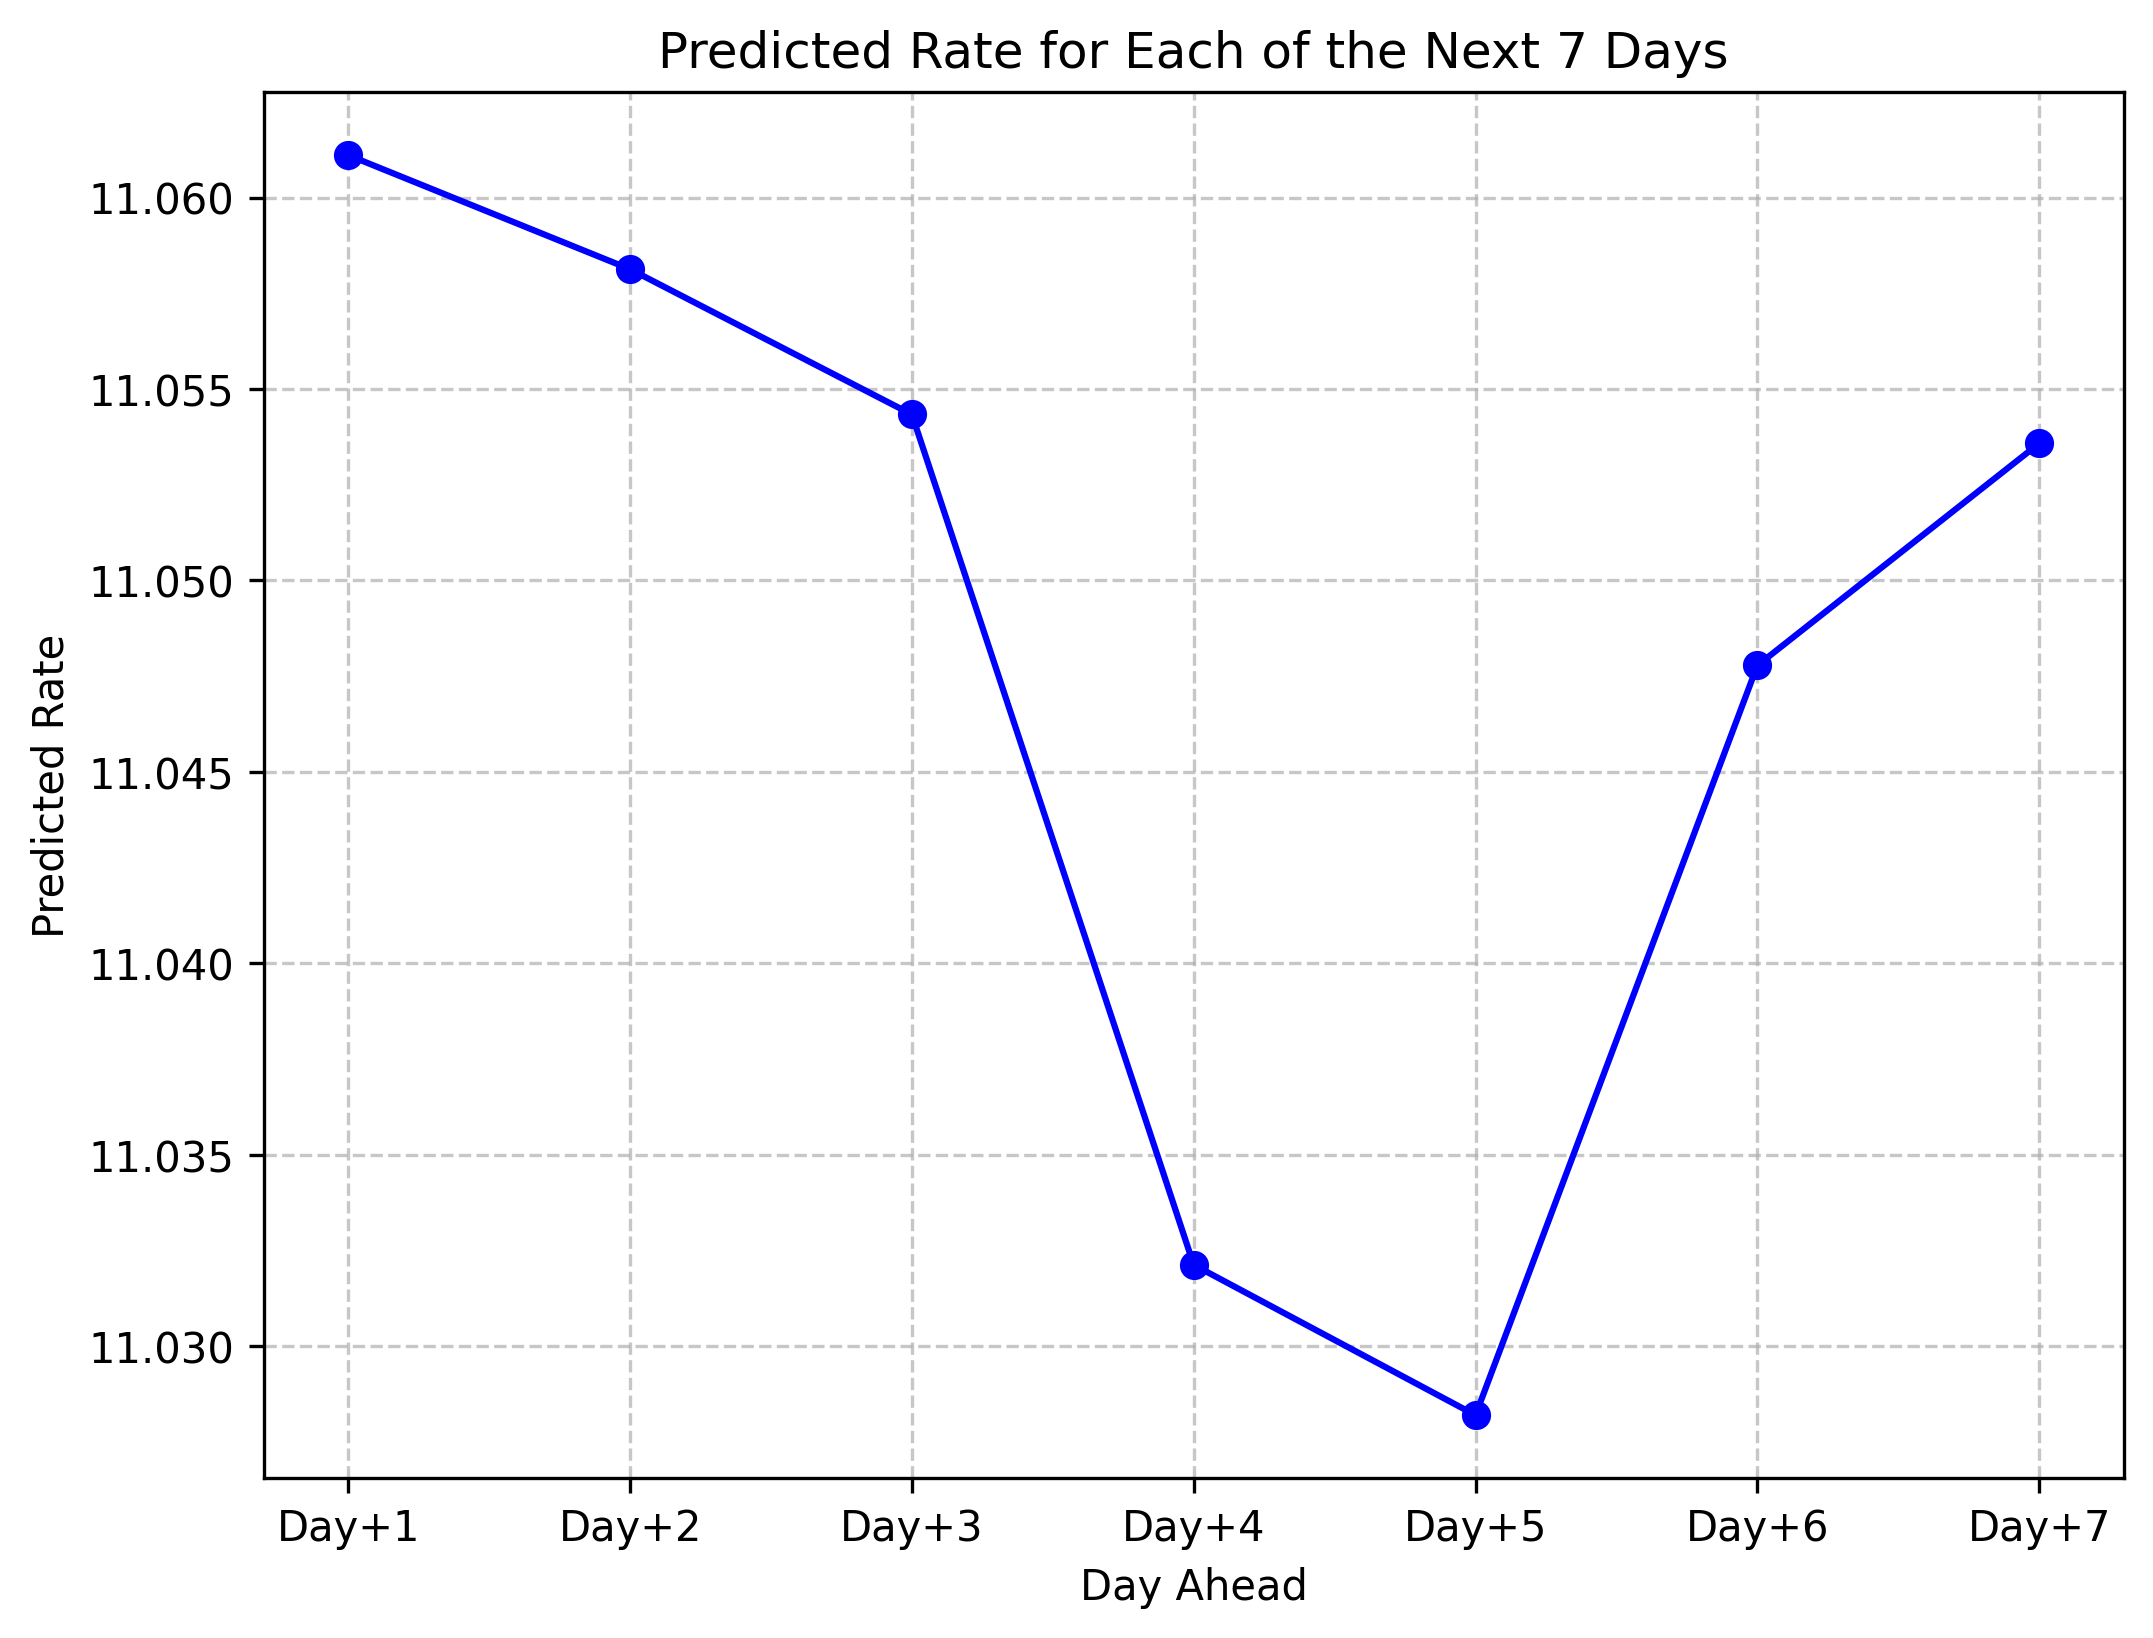 Predicted Rate for Each of the Next 7 Days
Predicted Rate
11.060
11.055
11.050
11.045
11.040
11.035
11.030
Day+1 Day+2 Day+3 Day+4 Day+5 Day+6 Day+7
Day Ahead